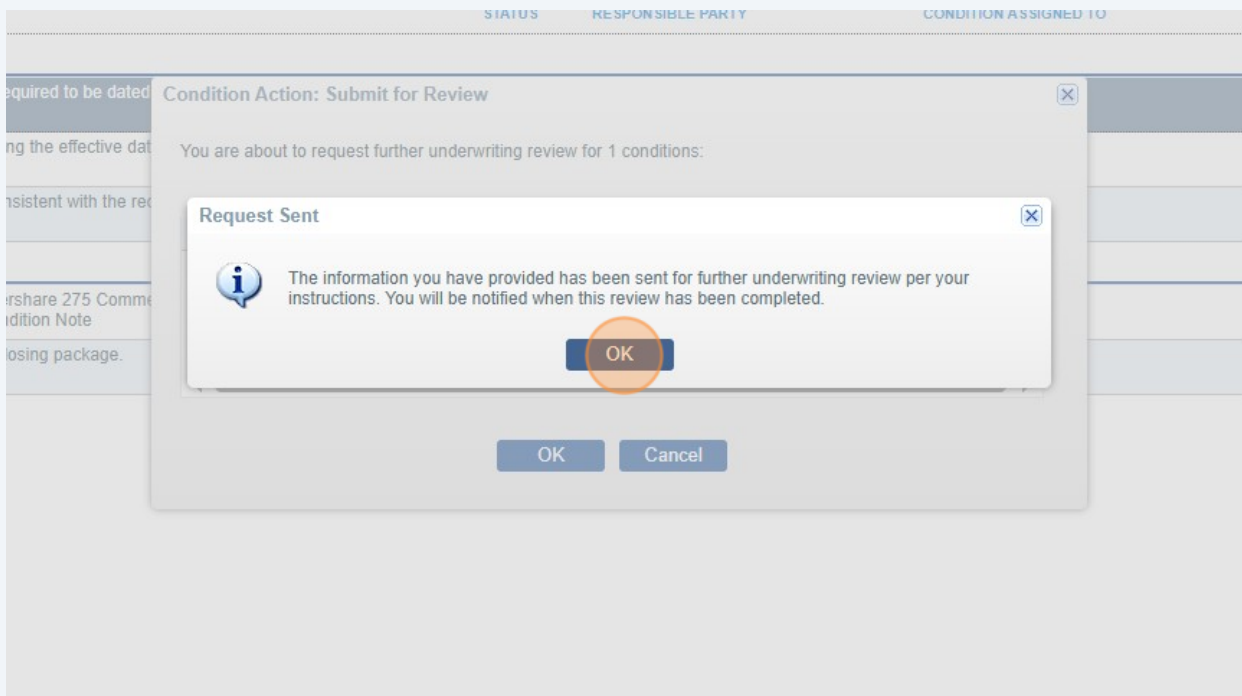 STATUS RESPONSIBLE PARTY CONDITION ASSIGNED TO
equired to be dated
Condition Action: Submit for Review
ng the effective dat
You are about to request further underwriting review for 1 conditions:
nsistent with the rec
Request Sent
The information you have provided has been sent for further underwriting review per your
instructions. You will be notified when this review has been completed.
ershare 275 Comme
ndition Note
OK
losing package.
OK Cancel